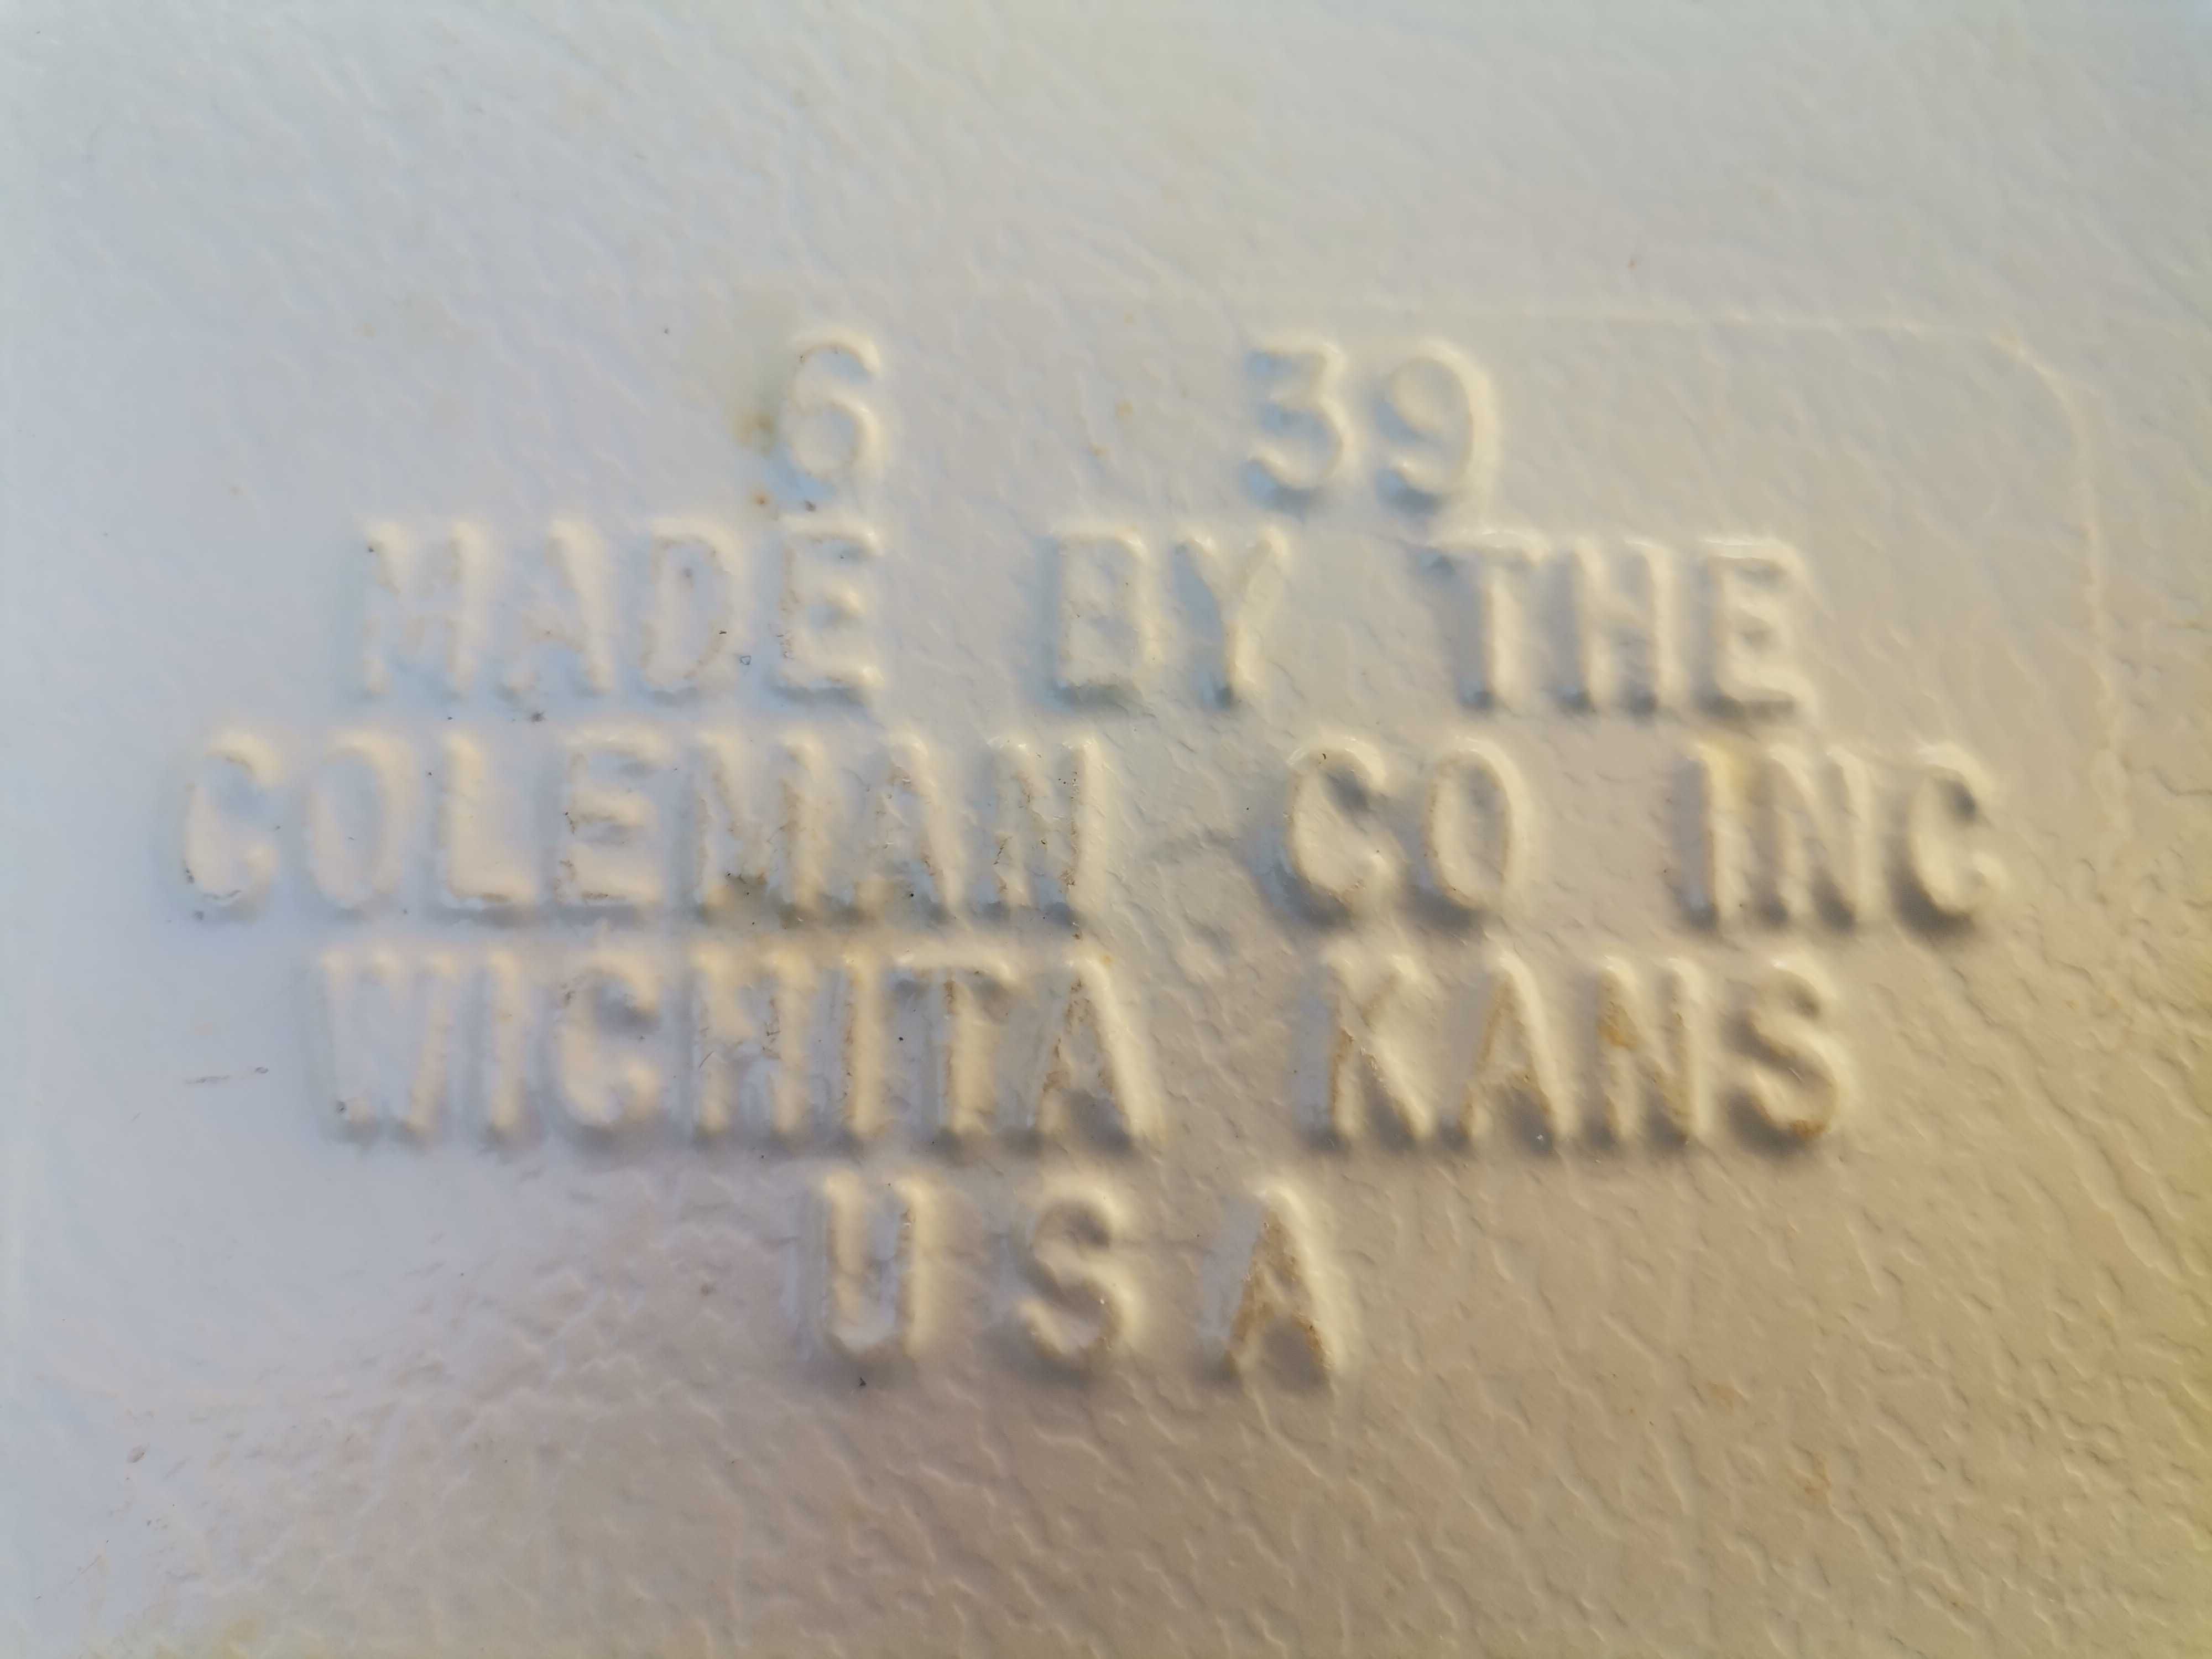 6 39
MADE BY THE
COLEMAN CO INC
WICHITA KANS
U S A